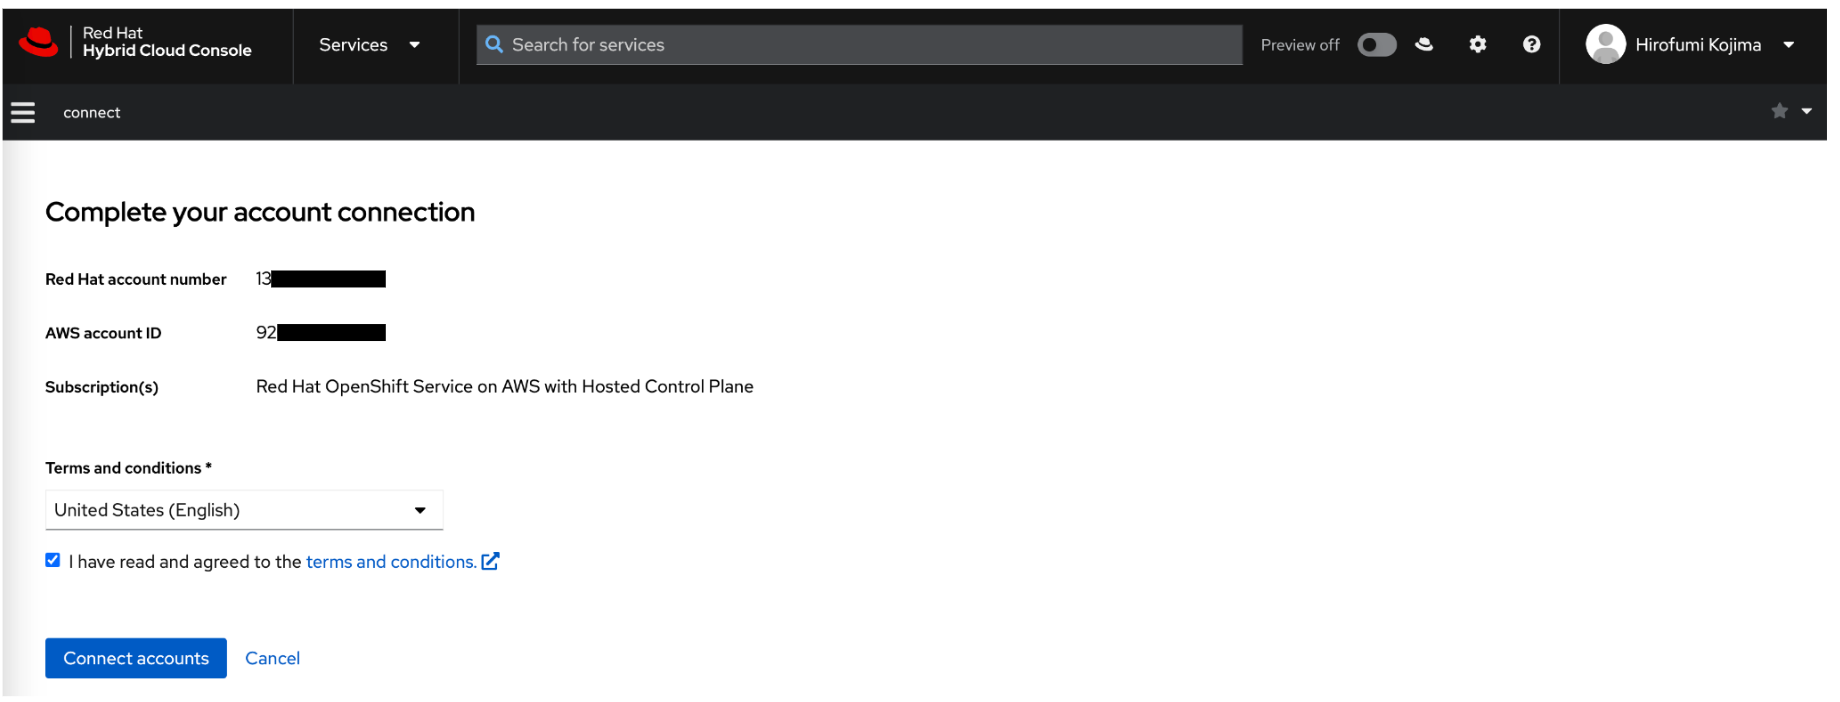 Red Hat
Hybrid Cloud Console
Services
Search for services
Preview off
Hirofumi Kojima
connect
Complete your account connection
Red Hat account number 13
AWS account ID 92
Subscription(s) Red Hat OpenShift Service on AWS with Hosted Control Plane
Terms and conditions *
United States (English)
I have read and agreed to the terms and conditions.
Connect accounts Cancel